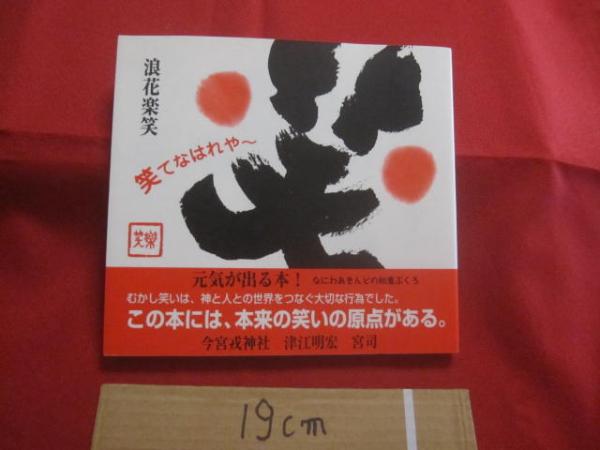 浪花楽笑
笑
笑てなはれや〜
楽笑
元気が出る本！ なにわあきんどの知恵ぶくろ
むかし笑いは、神と人との世界をつなぐ大切な行為でした。
この本には、本来の笑いの原点がある。
今宮戎神社 津江明宏 宮司
19cm